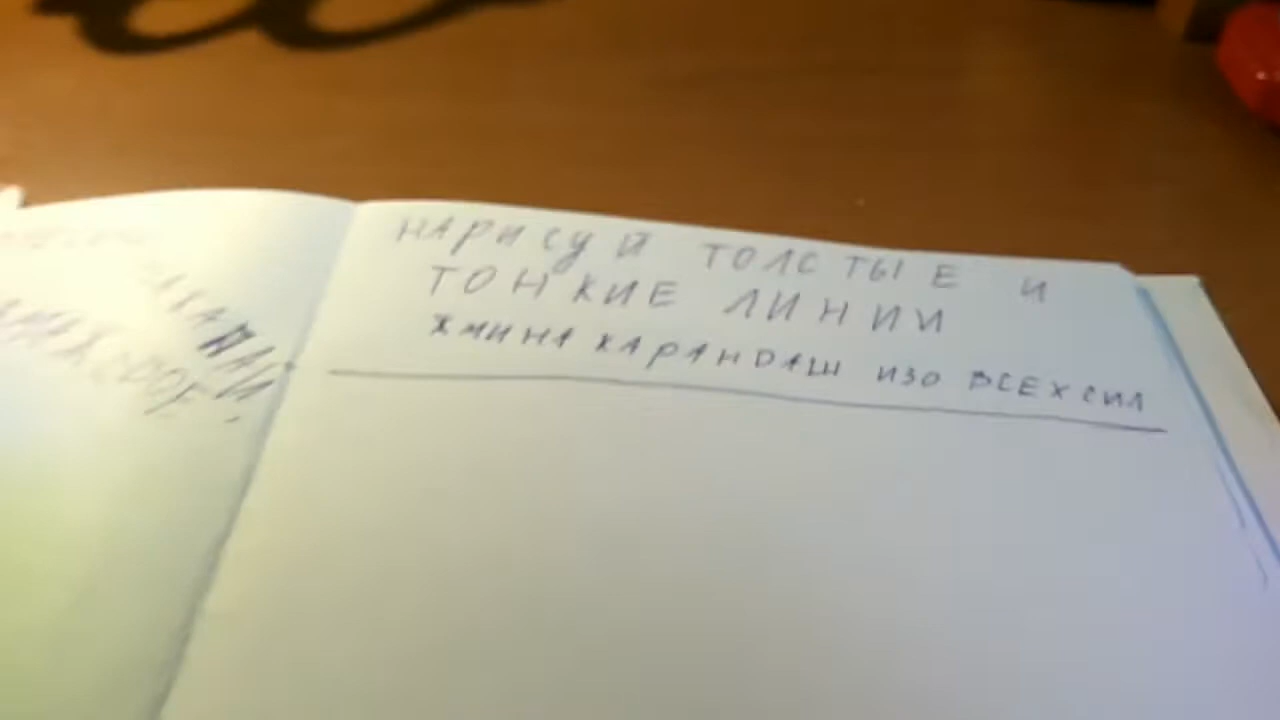 НАРИСУЙ ТОЛСТЫЕ И
ТОНКИЕ ЛИНИИ
ЖМИ НА КАРАНДАШ ИЗО ВСЕХ СИЛ